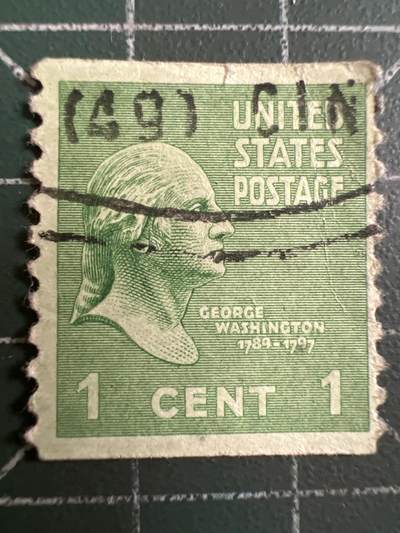 (49) CIN
UNITED
STATES
POSTAGE
GEORGE
WASHINGTON
1789-1797
1 CENT 1